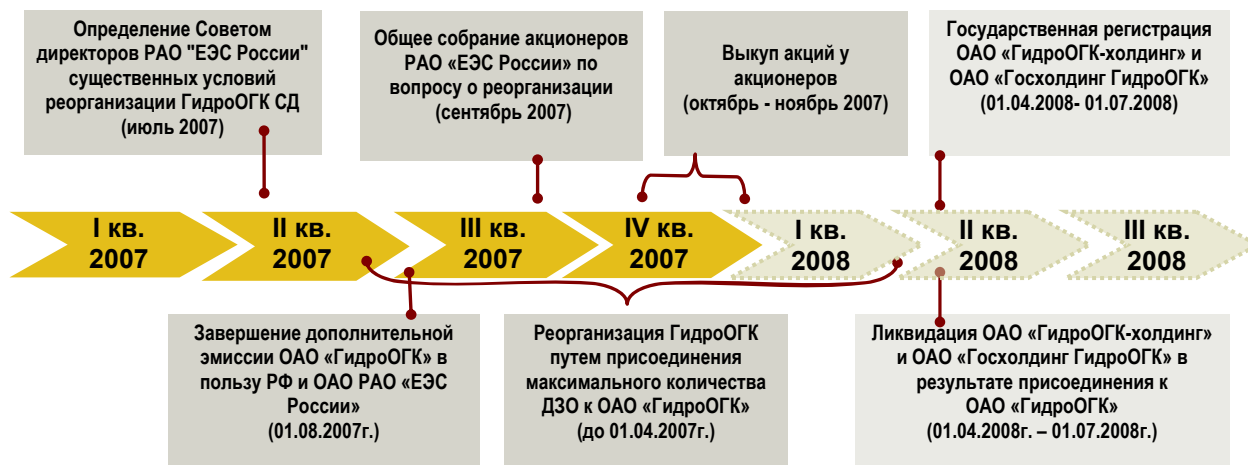 Определение Советом
директоров РАО "ЕЭС России"
существенных условий
реорганизации ГидроОГК СД
(июль 2007)
Общее собрание акционеров
РАО «ЕЭС России» по
вопросу о реорганизации
(сентябрь 2007)
Выкуп акций у
акционеров
(октябрь - ноябрь 2007)
Государственная регистрация
ОАО «ГидроОГК-холдинг» и
ОАО «Госхолдинг ГидроОГК»
(01.04.2008- 01.07.2008)
I кв.
2007
II кв.
2007
III кв.
2007
IV кв.
2007
I кв.
2008
II кв.
2008
III кв.
2008
Завершение дополнительной
эмиссии ОАО «ГидроОГК» в
пользу РФ и ОАО РАО «ЕЭС
России»
(01.08.2007г.)
Реорганизация ГидроОГК
путем присоединения
максимального количества
ДЗО к ОАО «ГидроОГК»
(до 01.04.2007г.)
Ликвидация ОАО «ГидроОГК-холдинг»
и ОАО «Госхолдинг ГидроОГК» в
результате присоединения к
ОАО «ГидроОГК»
(01.04.2008г. – 01.07.2008г.)